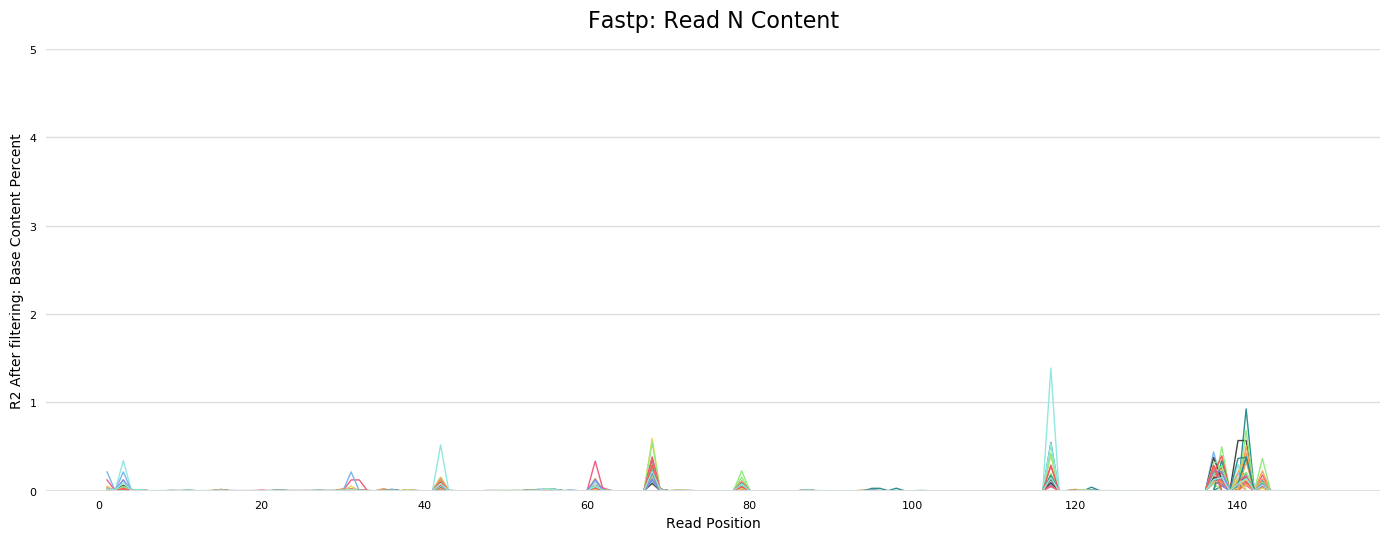 Fastp: Read N Content
R2 After filtering: Base Content Percent
5
4
3
2
1
0
0 20 40 60 80 100 120 140
Read Position